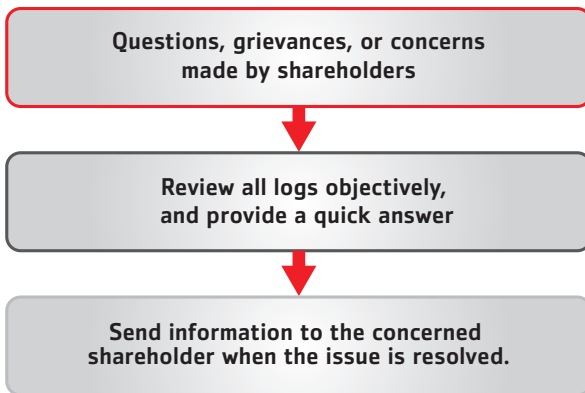 Questions, grievances, or concerns
made by shareholders
Review all logs objectively,
and provide a quick answer
Send information to the concerned
shareholder when the issue is resolved.